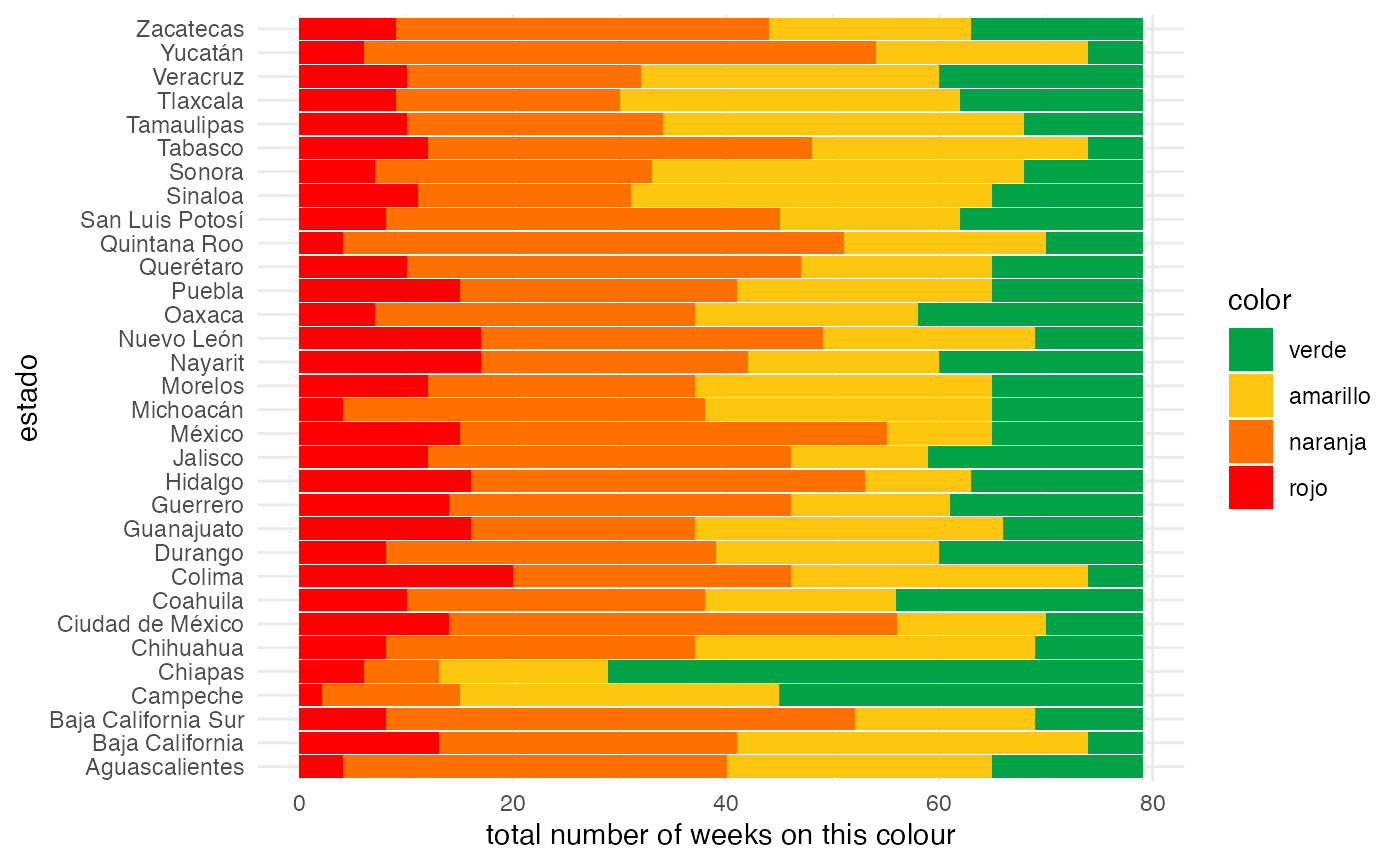 Zacatecas
Yucatán
Veracruz
Tlaxcala
Tamaulipas
Tabasco
Sonora
Sinaloa
San Luis Potosí
Quintana Roo
Querétaro
Puebla
Oaxaca
Nuevo León
Nayarit
Morelos
Michoacán
México
Jalisco
Hidalgo
Guerrero
Guanajuato
Durango
Colima
Coahuila
Ciudad de México
Chihuahua
Chiapas
Campeche
Baja California Sur
Baja California
Aguascalientes
estado
0 20 40 60 80
total number of weeks on this colour
color
verde
amarillo
naranja
rojo